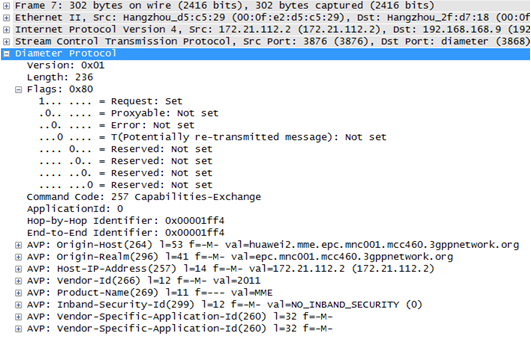 Frame 7: 302 bytes on wire (2416 bits), 302 bytes captured (2416 bits)
Ethernet II, Src: Hangzhou_d5:c5:29 (00:0f:e2:d5:c5:29), Dst: Hangzhou_2f:d7:18 (00:0f
Internet Protocol Version 4, Src: 172.21.112.2 (172.21.112.2), Dst: 192.168.168.9 (192
Stream Control Transmission Protocol, Src Port: 3876 (3876), Dst Port: diameter (3868)
Diameter Protocol
Version: 0x01
Length: 236
Flags: 0x80
1... .... = Request: Set
.0.. .... = Proxyable: Not set
..0. .... = Error: Not set
...0 .... = T(Potentially re-transmitted message): Not set
.... 0... = Reserved: Not set
.... .0.. = Reserved: Not set
.... ..0. = Reserved: Not set
.... ...0 = Reserved: Not set
Command Code: 257 Capabilities-Exchange
ApplicationId: 0
Hop-by-Hop Identifier: 0x00001ff4
End-to-End Identifier: 0x00001ff4
AVP: Origin-Host(264) l=53 f=-M- val=huawei2.mme.epc.mnc001.mcc460.3gppnetwork.org
AVP: Origin-Realm(296) l=41 f=-M- val=epc.mnc001.mcc460.3gppnetwork.org
AVP: Host-IP-Address(257) l=14 f=-M- val=172.21.112.2 (172.21.112.2)
AVP: Vendor-Id(266) l=12 f=-M- val=2011
AVP: Product-Name(269) l=11 f=--- val=MME
AVP: Inband-Security-Id(299) l=12 f=-M- val=NO_INBAND_SECURITY (0)
AVP: Vendor-Specific-Application-Id(260) l=32 f=-M-
AVP: Vendor-Specific-Application-Id(260) l=32 f=-M-